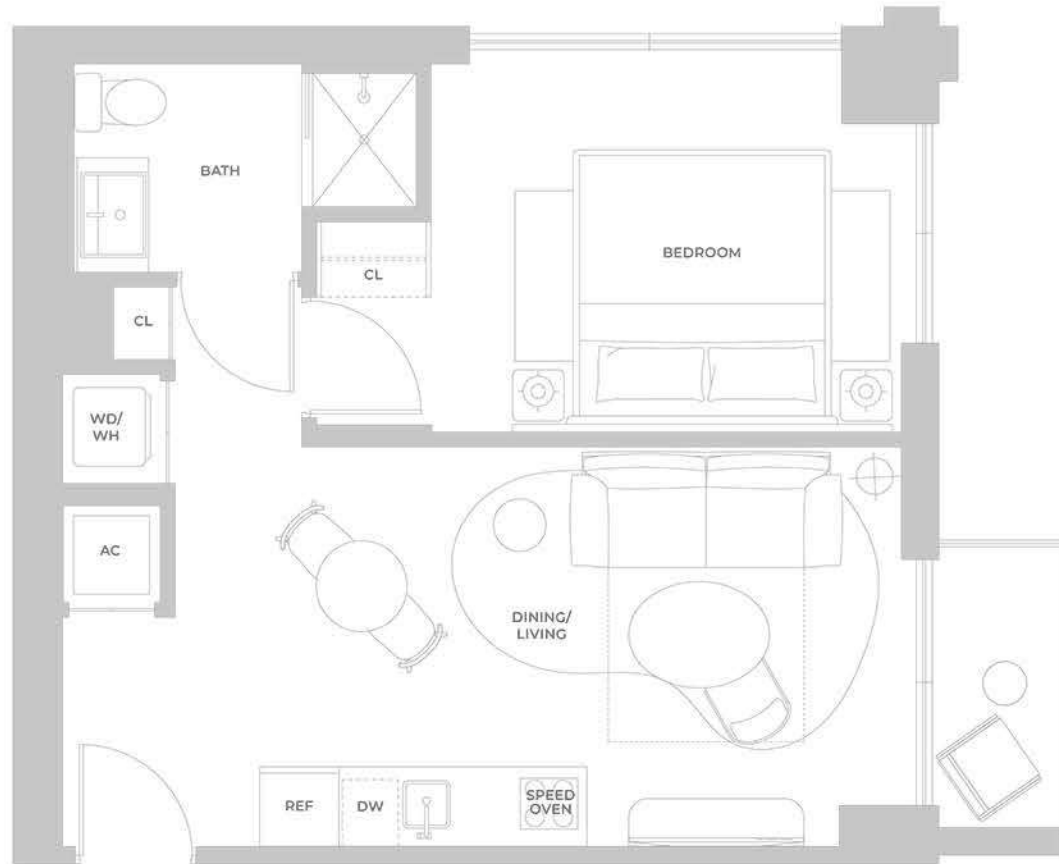 BATH
BEDROOM
CL
CL
WD/
WH
AC
DINING/
LIVING
REF
DW
SPEED
OVEN